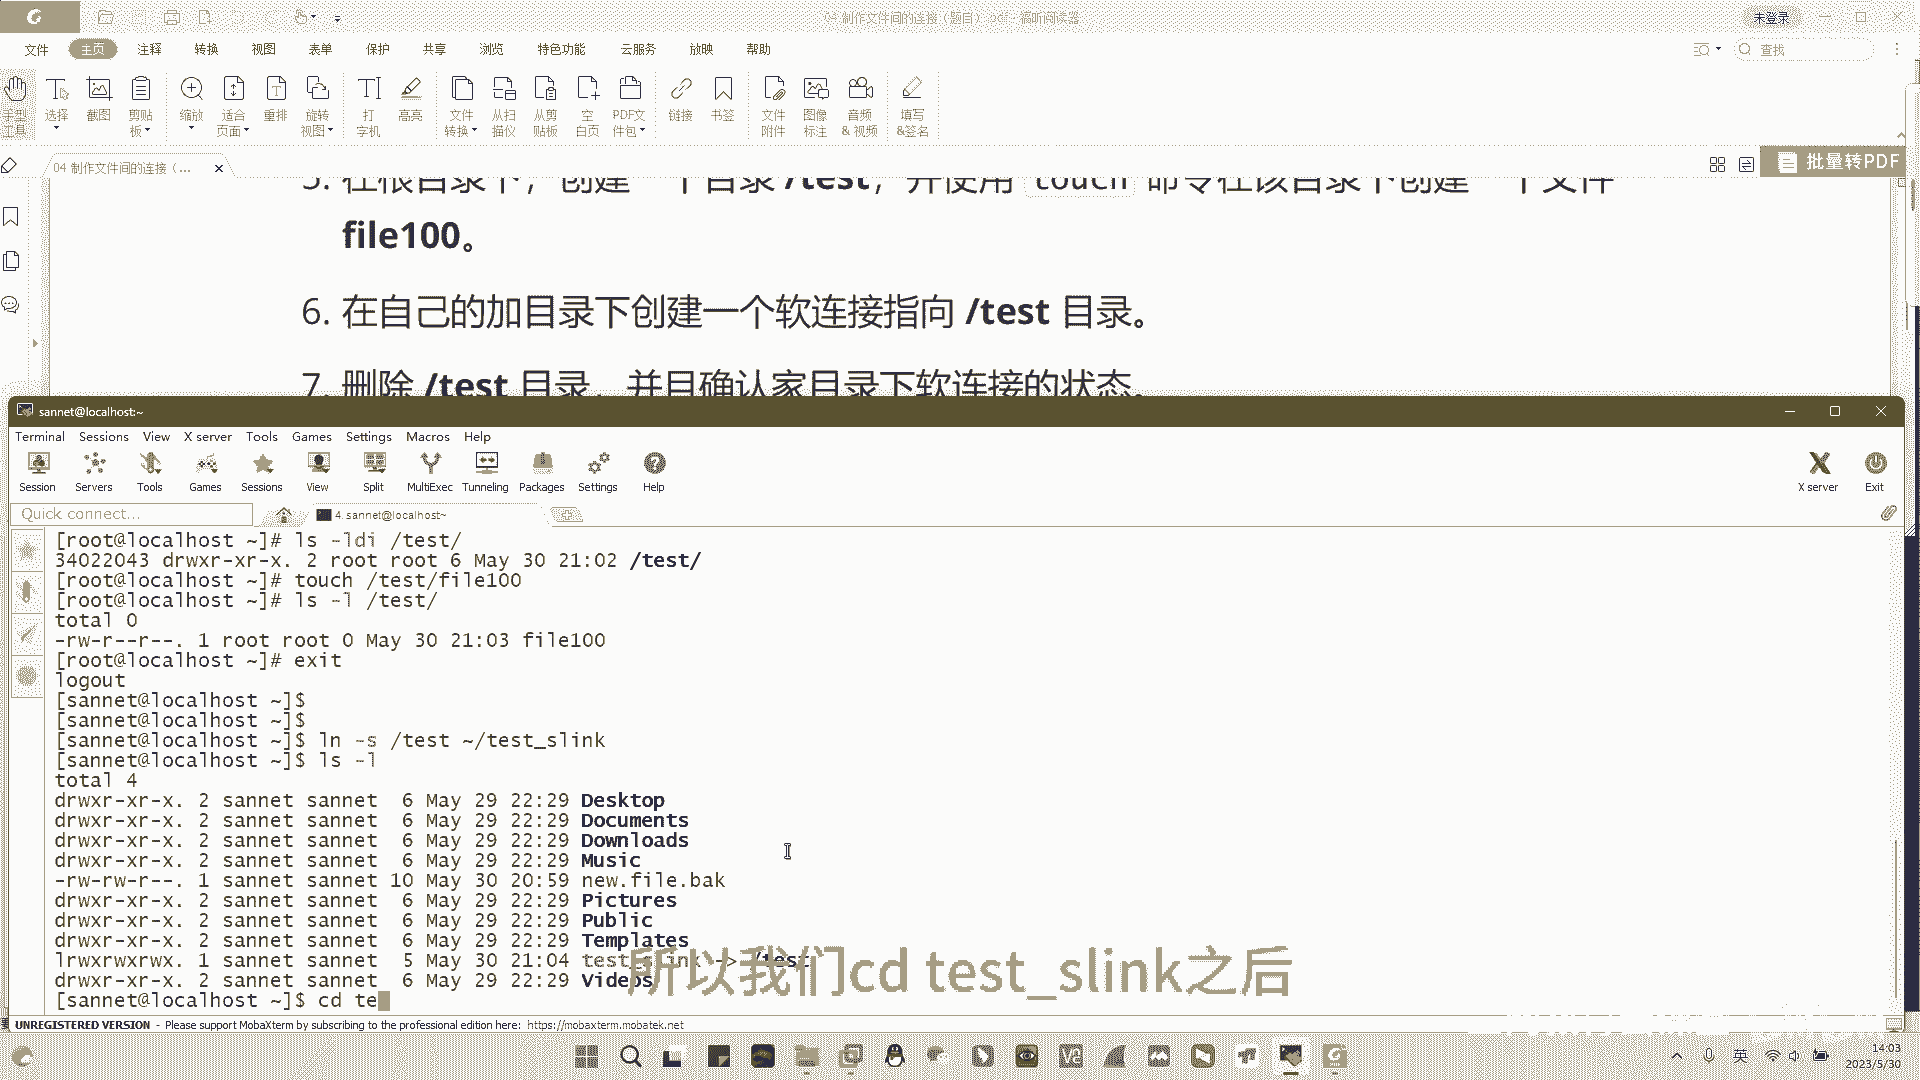 04 制作文件间的连接（题目）.pdf - 福昕阅读器
未登录
文件 主页 注释 转换 视图 表单 保护 共享 浏览 特色功能 云服务 放映 帮助
查找
手型工具 选择 截图 剪贴板 缩放 适合页面 重排 旋转视图 打字机 高亮 文件转换 从扫描仪 从剪贴板 空白页 PDF文件包 链接 书签 文件附件 图像标注 音频&视频 填写&签名
04 制作文件间的连接（...
批量转PDF
5. 在根目录下，创建一个目录 /test，并使用 touch 命令在该目录下创建一个文件
file100。
6. 在自己的加目录下创建一个软连接指向 /test 目录。
7. 删除 /test 目录，并且确认家目录下软连接的状态。
sannet@localhost:~
Terminal Sessions View X server Tools Games Settings Macros Help
Session Servers Tools Games Sessions View Split MultiExec Tunneling Packages Settings Help X server Exit
Quick connect...
4. sannet@localhost:~
[root@localhost ~]# ls -ldi /test/
34022043 drwxr-xr-x. 2 root root 6 May 30 21:02 /test/
[root@localhost ~]# touch /test/file100
[root@localhost ~]# ls -l /test/
total 0
-rw-r--r--. 1 root root 0 May 30 21:03 file100
[root@localhost ~]# exit
logout
[sannet@localhost ~]$
[sannet@localhost ~]$
[sannet@localhost ~]$ ln -s /test ~/test_slink
[sannet@localhost ~]$ ls -l
total 4
drwxr-xr-x. 2 sannet sannet  6 May 29 22:29 Desktop
drwxr-xr-x. 2 sannet sannet  6 May 29 22:29 Documents
drwxr-xr-x. 2 sannet sannet  6 May 29 22:29 Downloads
drwxr-xr-x. 2 sannet sannet  6 May 29 22:29 Music
-rw-rw-r--. 1 sannet sannet 10 May 30 20:59 new.file.bak
drwxr-xr-x. 2 sannet sannet  6 May 29 22:29 Pictures
drwxr-xr-x. 2 sannet sannet  6 May 29 22:29 Public
drwxr-xr-x. 2 sannet sannet  6 May 29 22:29 Templates
lrwxrwxrwx. 1 sannet sannet  5 May 30 21:04 test_slink -> /test
drwxr-xr-x. 2 sannet sannet  6 May 29 22:29 Videos
[sannet@localhost ~]$ cd te
所以我们cd test_slink之后
UNREGISTERED VERSION - Please support MobaXterm by subscribing to the professional edition here: https://mobaxterm.mobatek.net
英
14:03
2023/5/30